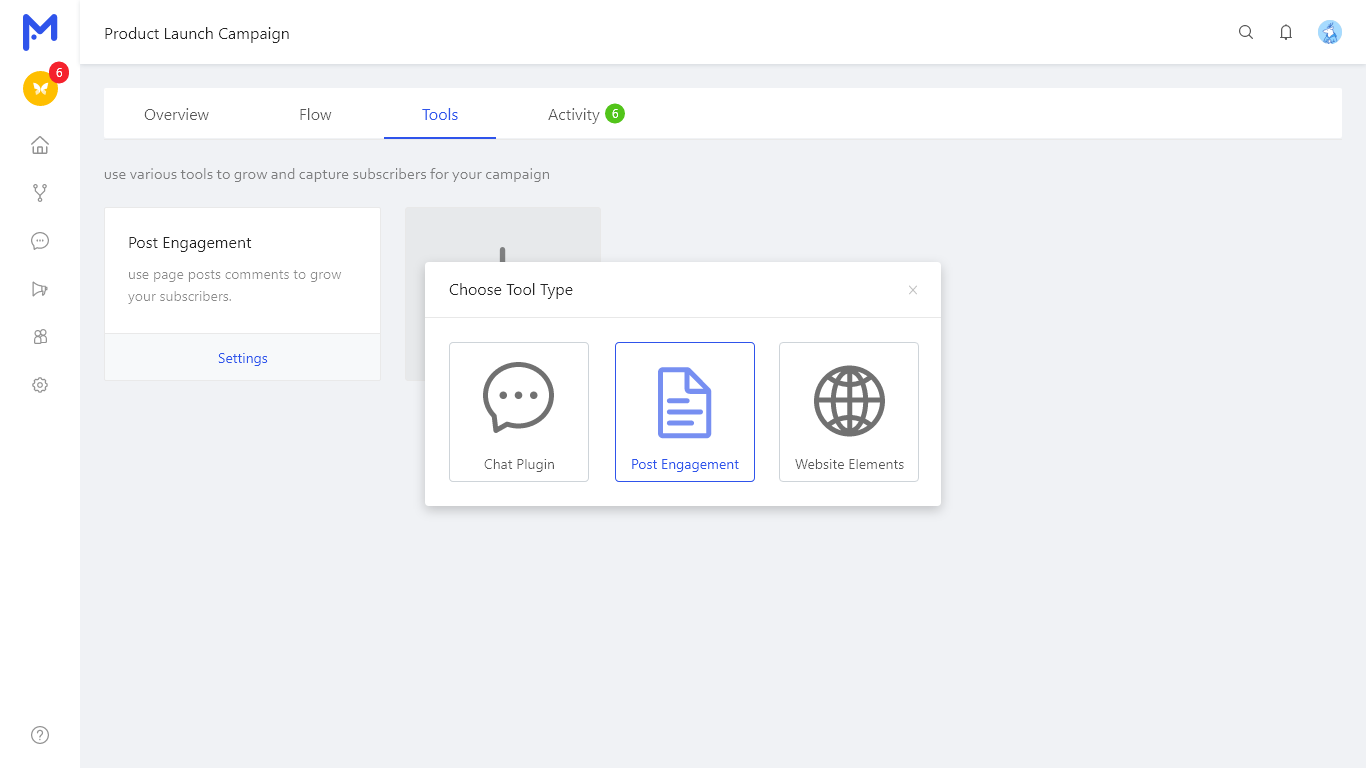 Product Launch Campaign
6
Overview
Flow
Tools
Activity 6
use various tools to grow and capture subscribers for your campaign
Post Engagement
use page posts comments to grow
your subscribers.
Settings
Choose Tool Type
Chat Plugin
Post Engagement
Website Elements